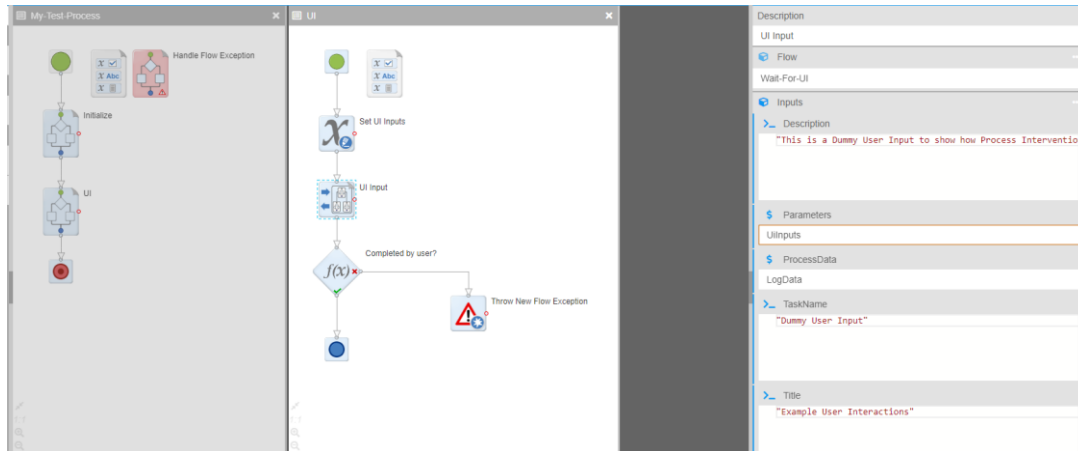 My-Test-Process
Handle Flow Exception
x
x Abc
x
Initialize
UI
UI
x
x Abc
x
Set UI Inputs
X
UI Input
Completed by user?
f(x)
Throw New Flow Exception
Description
UI Input
Flow
Wait-For-UI
Inputs
>_ Description
"This is a Dummy User Input to show how Process Interventio
$ Parameters
UiInputs
$ ProcessData
LogData
>_ TaskName
"Dummy User Input"
>_ Title
"Example User Interactions"